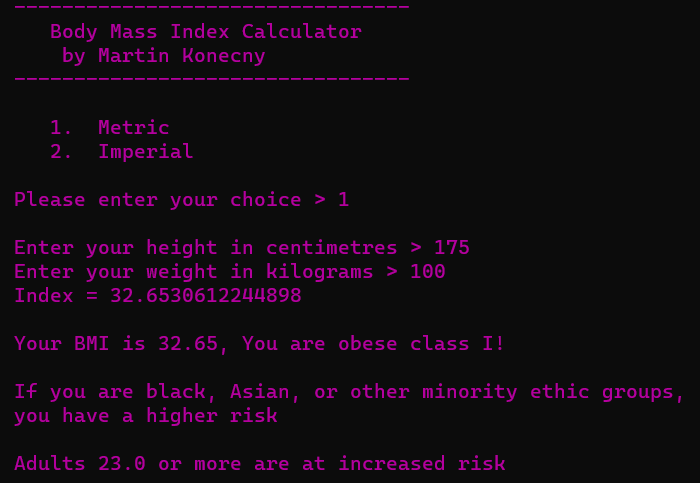 ---------------------------------
Body Mass Index Calculator
by Martin Konecny
---------------------------------
1. Metric
2. Imperial
Please enter your choice > 1
Enter your height in centimetres > 175
Enter your weight in kilograms > 100
Index = 32.6530612244898
Your BMI is 32.65, You are obese class I!
If you are black, Asian, or other minority ethic groups,
you have a higher risk
Adults 23.0 or more are at increased risk